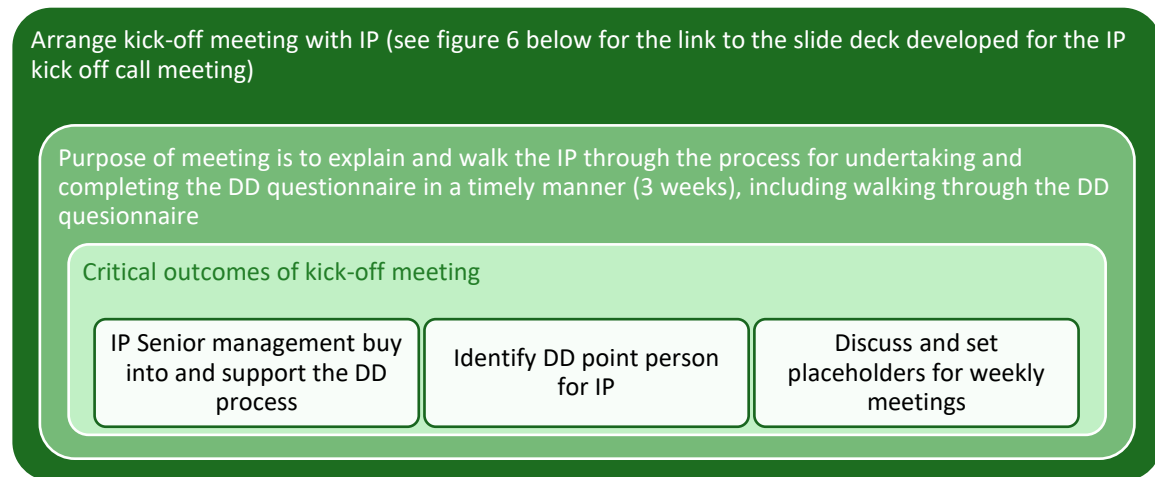 Arrange kick-off meeting with IP (see figure 6 below for the link to the slide deck developed for the IP
kick off call meeting)
Purpose of meeting is to explain and walk the IP through the process for undertaking and
completing the DD questionnaire in a timely manner (3 weeks), including walking through the DD
quesionnaire
Critical outcomes of kick-off meeting
IP Senior management buy
into and support the DD
process
Identify DD point person
for IP
Discuss and set
placeholders for weekly
meetings